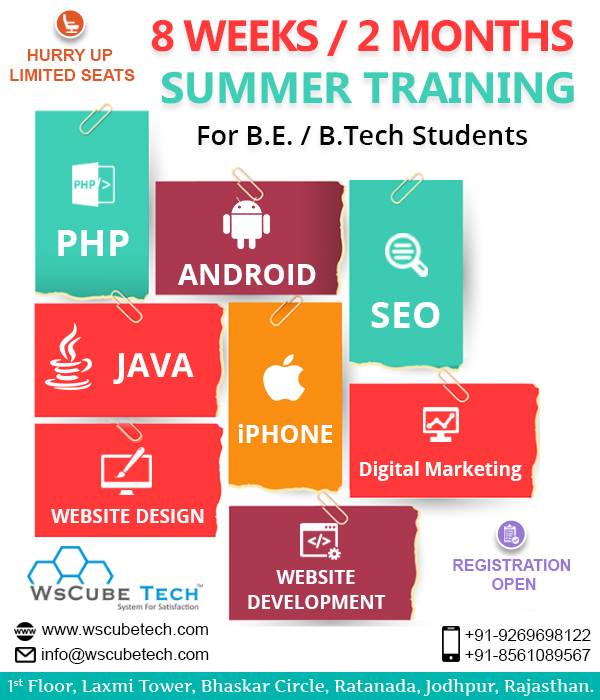 HURRY UP
LIMITED SEATS
8 WEEKS / 2 MONTHS
SUMMER TRAINING
For B.E. / B.Tech Students
PHP </>
PHP
ANDROID
SEO
JAVA
iPHONE
Digital Marketing
WEBSITE DESIGN
</>
WEBSITE
DEVELOPMENT
REGISTRATION
OPEN
WsCube Tech™
System For Satisfaction
www.wscubetech.com
info@wscubetech.com
+91-9269698122
+91-8561089567
1st Floor, Laxmi Tower, Bhaskar Circle, Ratanada, Jodhpur, Rajasthan.